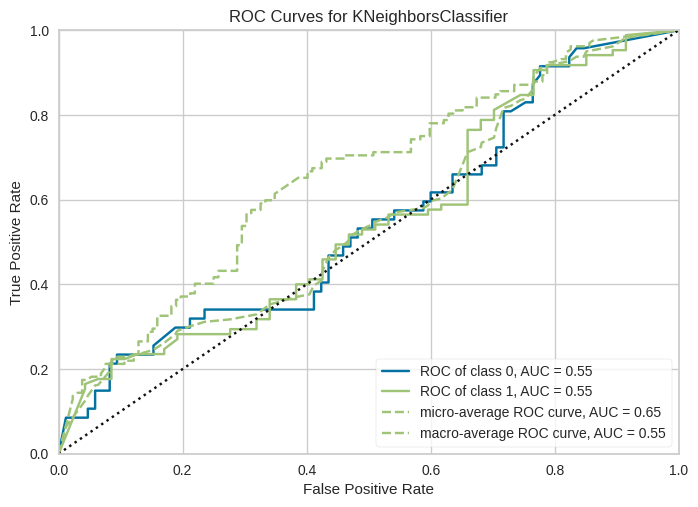 ROC Curves for KNeighborsClassifier
1.0
0.8
0.6
0.4
0.2
0.0
True Positive Rate
ROC of class 0, AUC = 0.55
ROC of class 1, AUC = 0.55
micro-average ROC curve, AUC = 0.65
macro-average ROC curve, AUC = 0.55
0.0 0.2 0.4 0.6 0.8 1.0
False Positive Rate